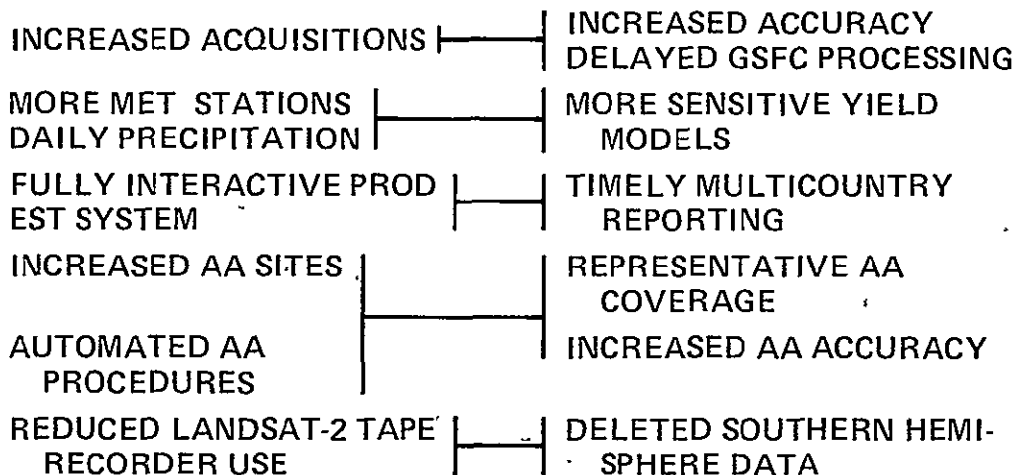 INCREASED ACQUISITIONS
INCREASED ACCURACY
DELAYED GSFC PROCESSING
MORE MET STATIONS
DAILY PRECIPITATION
MORE SENSITIVE YIELD
MODELS
FULLY INTERACTIVE PROD
EST SYSTEM
TIMELY MULTICOUNTRY
REPORTING
INCREASED AA SITES
AUTOMATED AA
PROCEDURES
REPRESENTATIVE AA
COVERAGE
INCREASED AA ACCURACY
REDUCED LANDSAT-2 TAPE
RECORDER USE
DELETED SOUTHERN HEMI-
SPHERE DATA